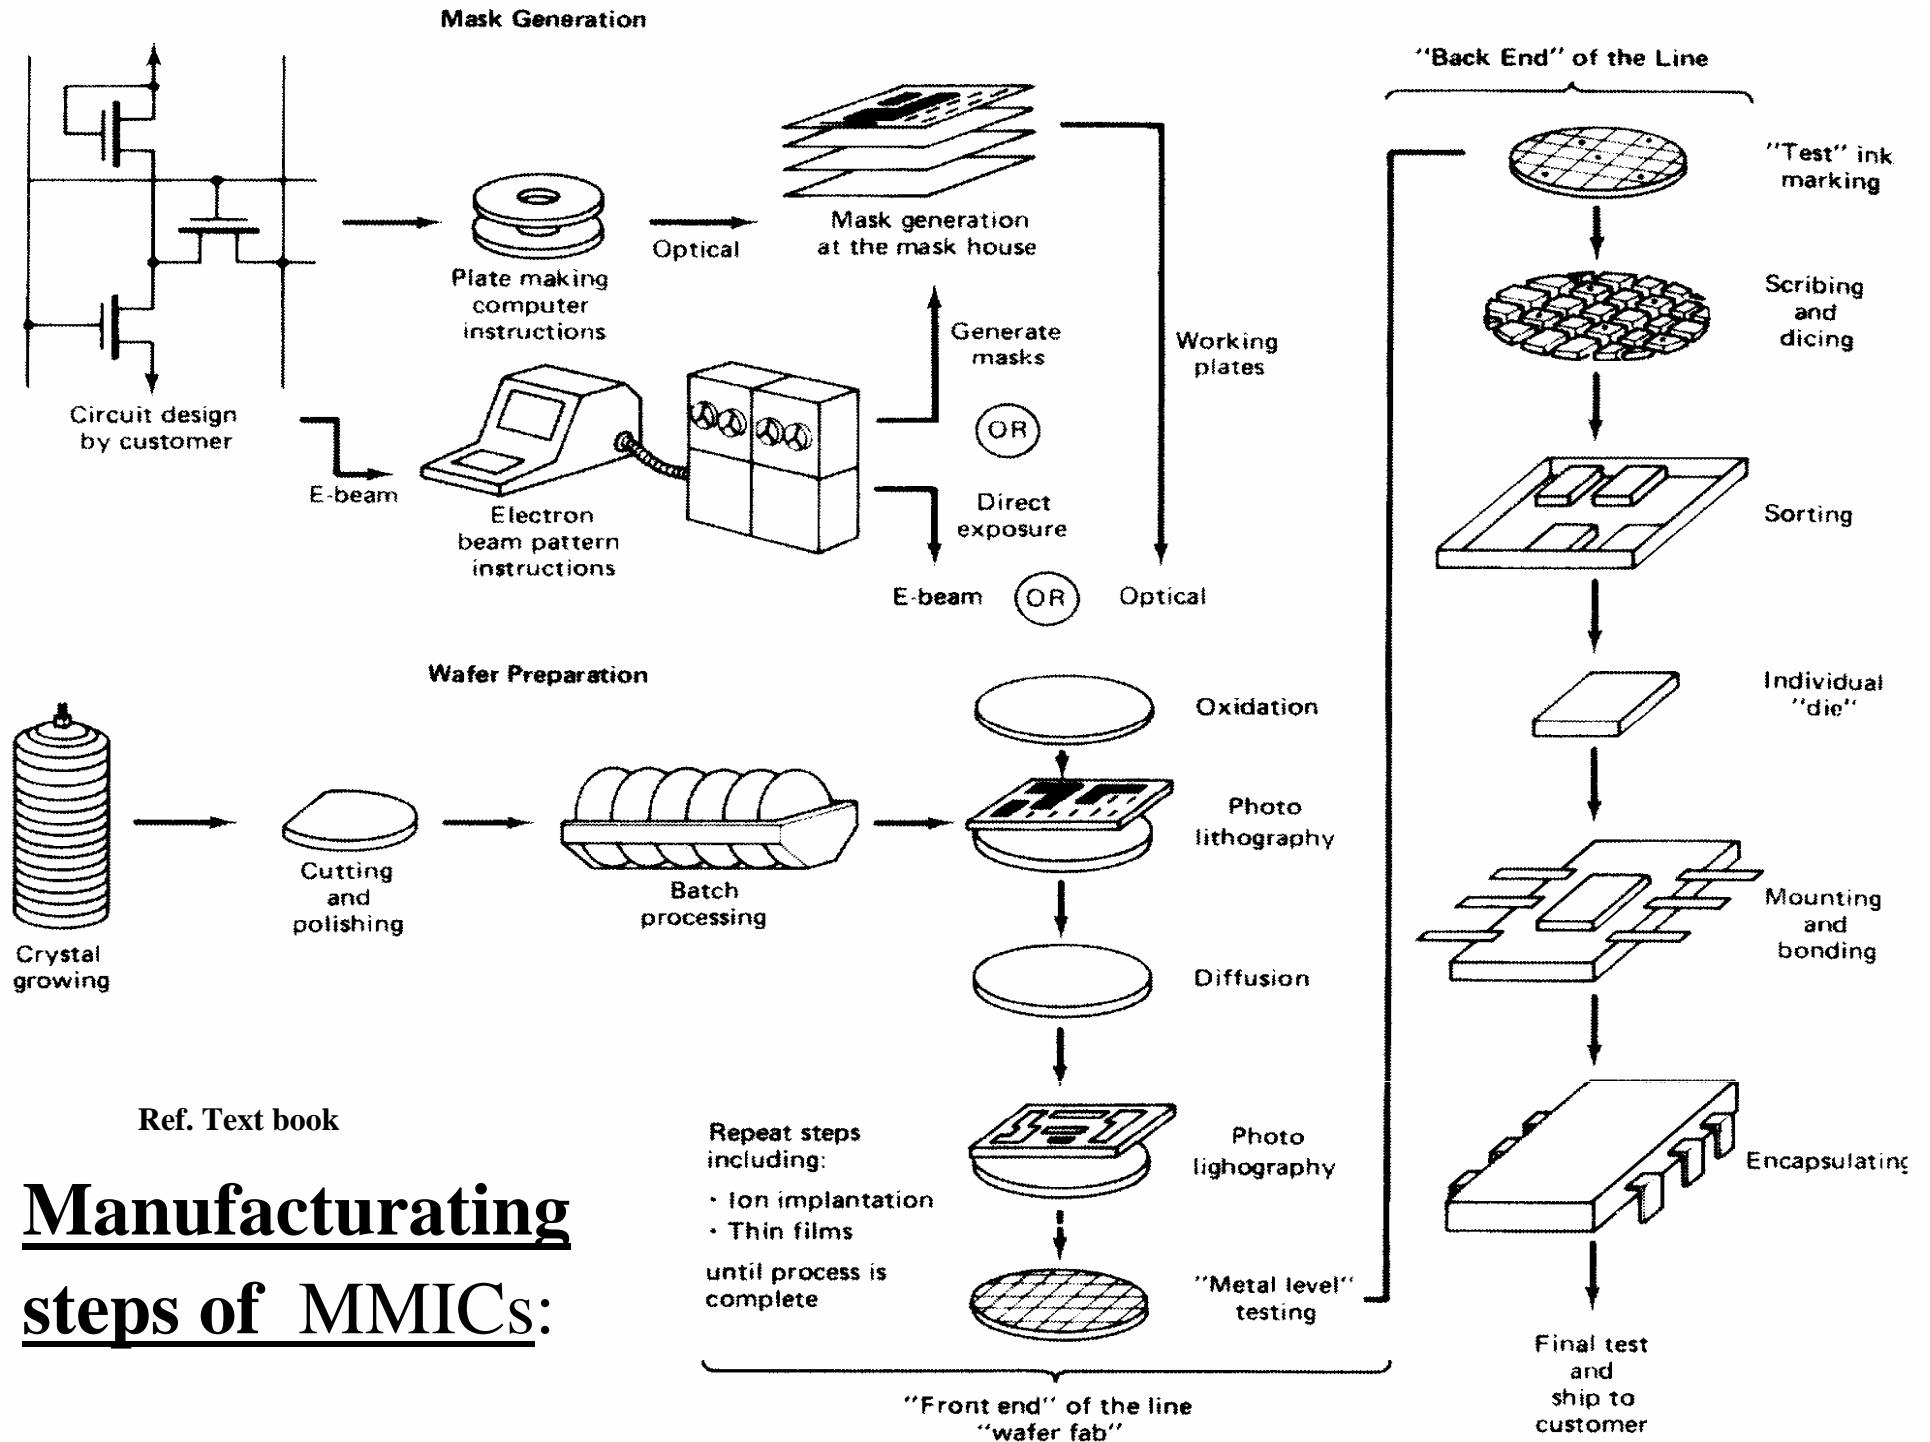 Mask Generation
Circuit design
by customer
Plate making
computer
instructions
Optical
Mask generation
at the mask house
E-beam
Electron
beam pattern
instructions
Generate
masks
OR
Direct
exposure
Working
plates
E-beam
OR
Optical
Wafer Preparation
Crystal
growing
Cutting
and
polishing
Batch
processing
Oxidation
Photo
lithography
Diffusion
Photo
lighography
Repeat steps
including:
· Ion implantation
· Thin films
until process is
complete
"Metal level"
testing
"Front end" of the line
"wafer fab"
"Back End" of the Line
"Test" ink
marking
Scribing
and
dicing
Sorting
Individual
"die"
Mounting
and
bonding
Encapsulating
Final test
and
ship to
customer
Ref. Text book
Manufacturating
steps of MMICs: